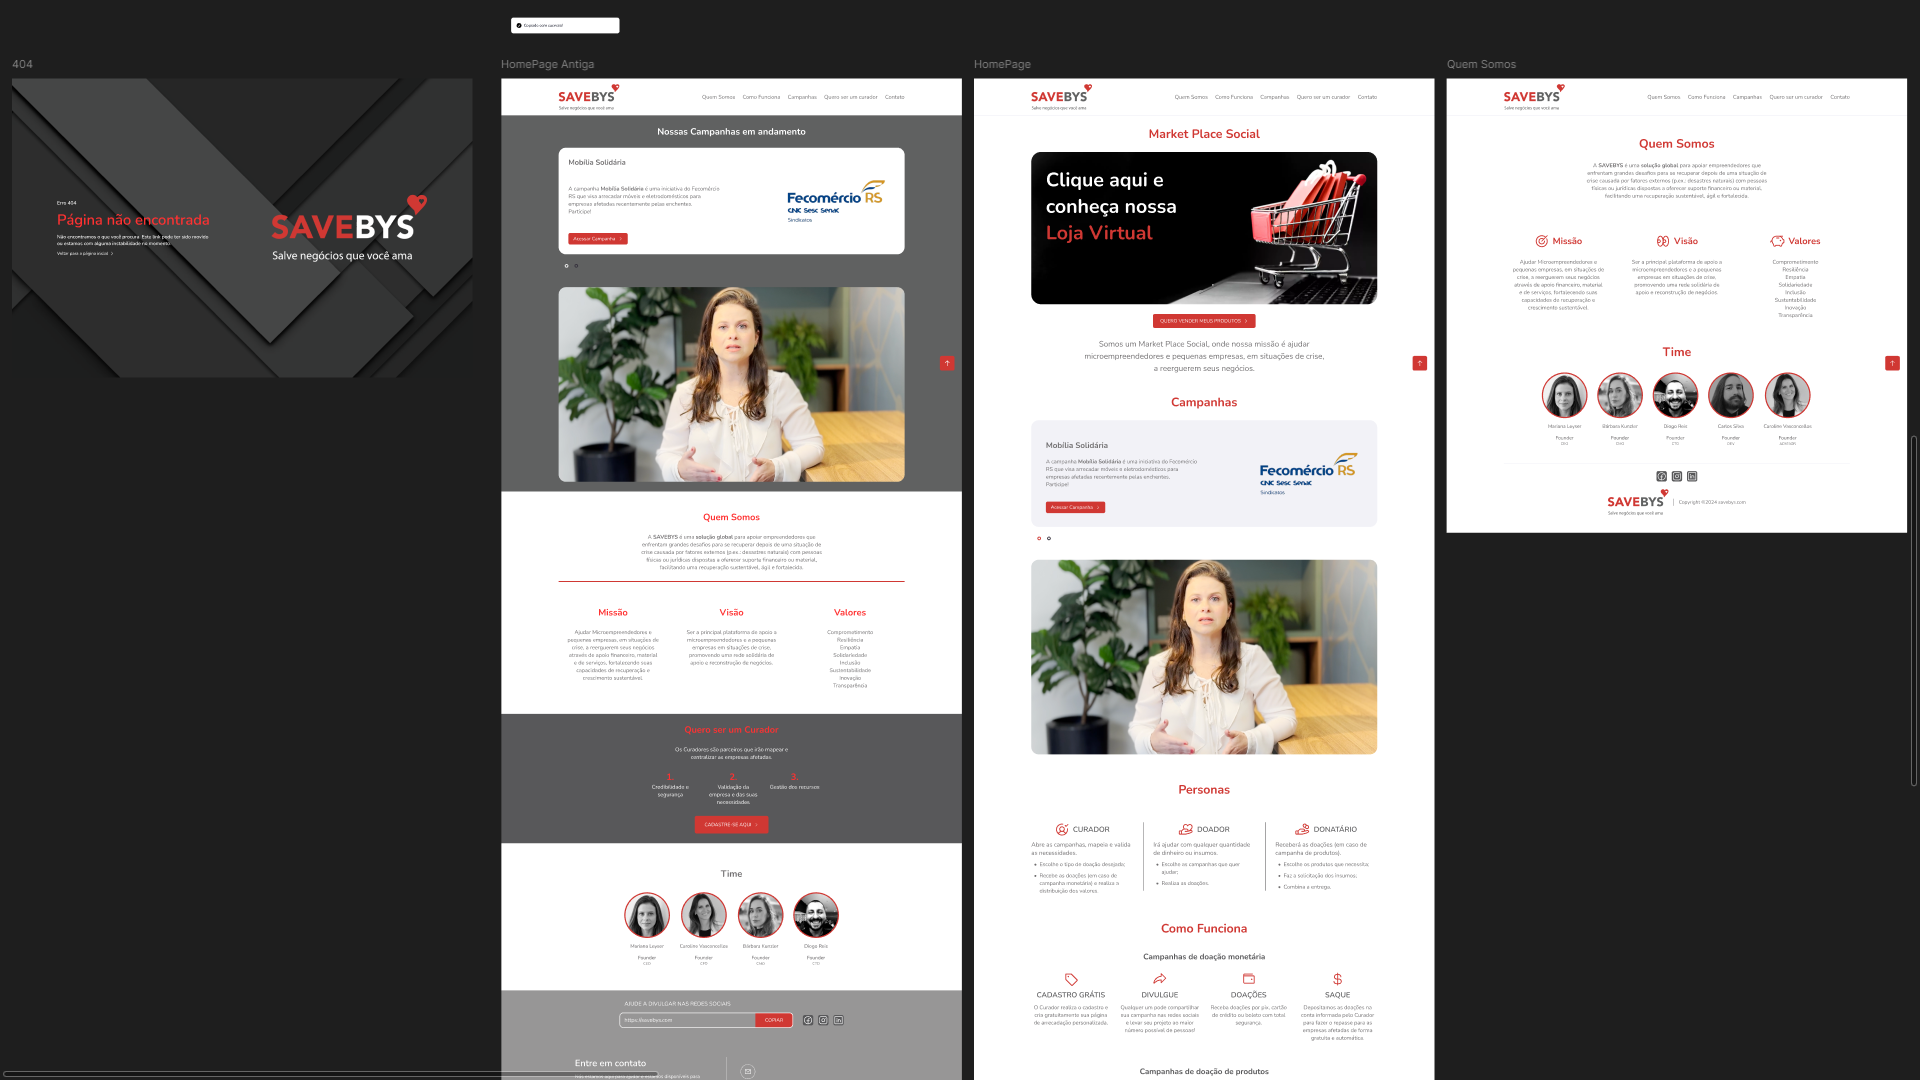 Copiado com sucesso!
404
Erro 404
Página não encontrada
Não encontramos o que você procura. Este link pode ter sido movido
ou estamos com alguma instabilidade no momento.
Voltar para a página inicial
SAVEBYS
Salve negócios que você ama
HomePage Antiga
SAVEBYS
Salve negócios que você ama
Quem Somos
Como Funciona
Campanhas
Quero ser um curador
Contato
Nossas Campanhas em andamento
Mobília Solidária
A campanha Mobília Solidária é uma iniciativa do Fecomércio
RS que visa arrecadar móveis e eletrodomésticos para
empresas afetadas recentemente pelas enchentes.
Participe!
Acessar Campanha
Fecomércio RS
CNC Sesc Senac
Sindicatos
Quem Somos
A SAVEBYS é uma solução global para apoiar empreendedores que
enfrentam grandes desafios para se recuperar depois de uma situação de
crise causada por fatores externos (p.ex.: desastres naturais) com pessoas
físicas ou jurídicas dispostas a oferecer suporte financeiro ou material,
facilitando uma recuperação sustentável, ágil e fortalecida.
Missão
Ajudar Microempreendedores e
pequenas empresas, em situações de
crise, a reerguerem seus negócios
através de apoio financeiro, material
e de serviços, fortalecendo suas
capacidades de recuperação e
crescimento sustentável.
Visão
Ser a principal plataforma de apoio a
microempreendedores e a pequenas
empresas em situações de crise,
promovendo uma rede solidária de
apoio e reconstrução de negócios.
Valores
Comprometimento
Resiliência
Empatia
Solidariedade
Inclusão
Sustentabilidade
Inovação
Transparência
Quero ser um Curador
Os Curadores são parceiros que irão mapear e
centralizar as empresas afetadas.
1.
Credibilidade e
segurança
2.
Validação da
empresa e das suas
necessidades
3.
Gestão dos recursos
CADASTRE-SE AQUI
Time
Mariana Leyser
Founder
CEO
Caroline Vasconcellos
Founder
Bárbara Kunzler
Founder
Diogo Reis
Founder
CTO
AJUDE A DIVULGAR NAS REDES SOCIAIS
https://savebys.com
COPIAR
Entre em contato
HomePage
SAVEBYS
Salve negócios que você ama
Quem Somos
Como Funciona
Campanhas
Quero ser um curador
Contato
Market Place Social
Clique aqui e
conheça nossa
Loja Virtual
QUERO VENDER MEUS PRODUTOS
Somos um Market Place Social, onde nossa missão é ajudar
microempreendedores e pequenas empresas, em situações de crise,
a reerguerem seus negócios.
Campanhas
Mobília Solidária
A campanha Mobília Solidária é uma iniciativa do Fecomércio
RS que visa arrecadar móveis e eletrodomésticos para
empresas afetadas recentemente pelas enchentes.
Participe!
Acessar Campanha
Fecomércio RS
CNC Sesc Senac
Sindicatos
Personas
CURADOR
Abre as campanhas, mapeia e valida
as necessidades.
• Escolhe o tipo de doação desejada;
• Recebe as doações (em caso de
campanha monetária) e realiza a
distribuição dos valores
DOADOR
Irá ajudar com qualquer quantidade
de dinheiro ou insumos.
• Escolhe as campanhas que quer
ajudar;
• Realiza as doações.
DONATÁRIO
Receberá as doações (em caso de
campanha de produtos).
• Escolhe os produtos que necessita;
• Faz a solicitação dos insumos;
• Combina a entrega.
Como Funciona
Campanhas de doação monetária
CADASTRO GRÁTIS
O Curador realiza o cadastro e
cria gratuitamente sua página
de arrecadação personalizada.
DIVULGUE
Qualquer um pode compartilhar
sua campanha nas redes sociais
e levar seu projeto ao maior
número possível de pessoas!
DOAÇÕES
Receba doações por pix, cartão
de crédito ou boleto com total
segurança.
SAQUE
Depositamos as doações na
conta informada pelo Curador
para fazer o repasse para as
empresas afetadas de forma
gratuita e automática.
Campanhas de doação de produtos
Quem Somos
SAVEBYS
Salve negócios que você ama
Quem Somos
Como Funciona
Campanhas
Quero ser um curador
Contato
Quem Somos
A SAVEBYS é uma solução global para apoiar empreendedores que
enfrentam grandes desafios para se recuperar depois de uma situação de
crise causada por fatores externos (p.ex.: desastres naturais) com pessoas
físicas ou jurídicas dispostas a oferecer suporte financeiro ou material,
facilitando uma recuperação sustentável, ágil e fortalecida.
Missão
Ajudar Microempreendedores e
pequenas empresas, em situações de
crise, a reerguerem seus negócios
através de apoio financeiro, material
e de serviços, fortalecendo suas
capacidades de recuperação e
crescimento sustentável.
Visão
Ser a principal plataforma de apoio a
microempreendedores e a pequenas
empresas em situações de crise,
promovendo uma rede solidária de
apoio e reconstrução de negócios.
Valores
Comprometimento
Resiliência
Empatia
Solidariedade
Inclusão
Sustentabilidade
Inovação
Transparência
Time
Mariana Leyser
Founder
CEO
Bárbara Kunzler
Founder
Diogo Reis
Founder
CTO
Carlos Silva
Founder
Caroline Vasconcellos
Founder
ADVISOR
SAVEBYS
Salve negócios que você ama
Copyright ©2024 savebys.com